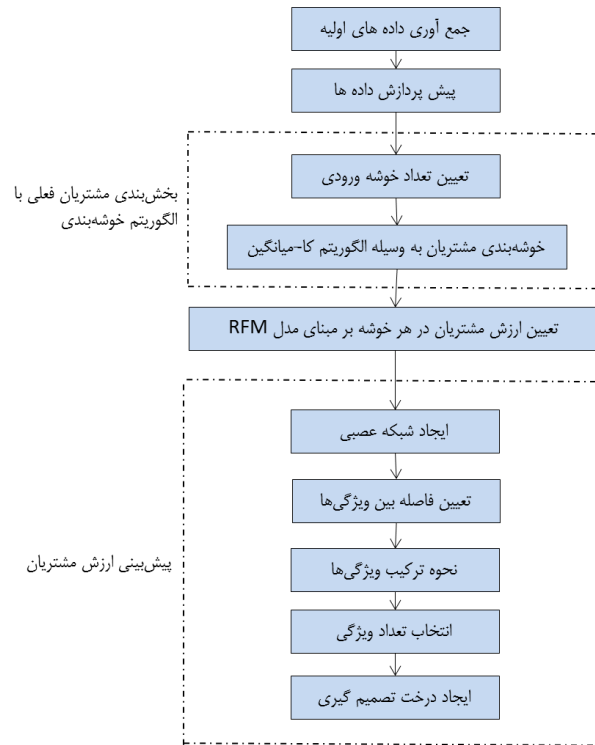 جمع آوری داده های اولیه
پیش پردازش داده ها
بخش‌بندی مشتریان فعلی با
الگوریتم خوشه‌بندی
تعیین تعداد خوشه ورودی
خوشه‌بندی مشتریان به وسیله الگوریتم کا-میانگین
تعیین ارزش مشتریان در هر خوشه بر مبنای مدل RFM
پیش‌بینی ارزش مشتریان
ایجاد شبکه عصبی
تعیین فاصله بین ویژگی‌ها
نحوه ترکیب ویژگی‌ها
انتخاب تعداد ویژگی
ایجاد درخت تصمیم گیری